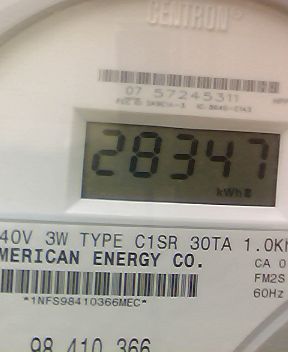 CENTRON®
07 57245311
28347
kWh
40V 3W TYPE C1SR 30TA 1.0K
MERICAN ENERGY CO.
CA 0
FM2S
60Hz
*1NFS98410366MEC*
98 410 366